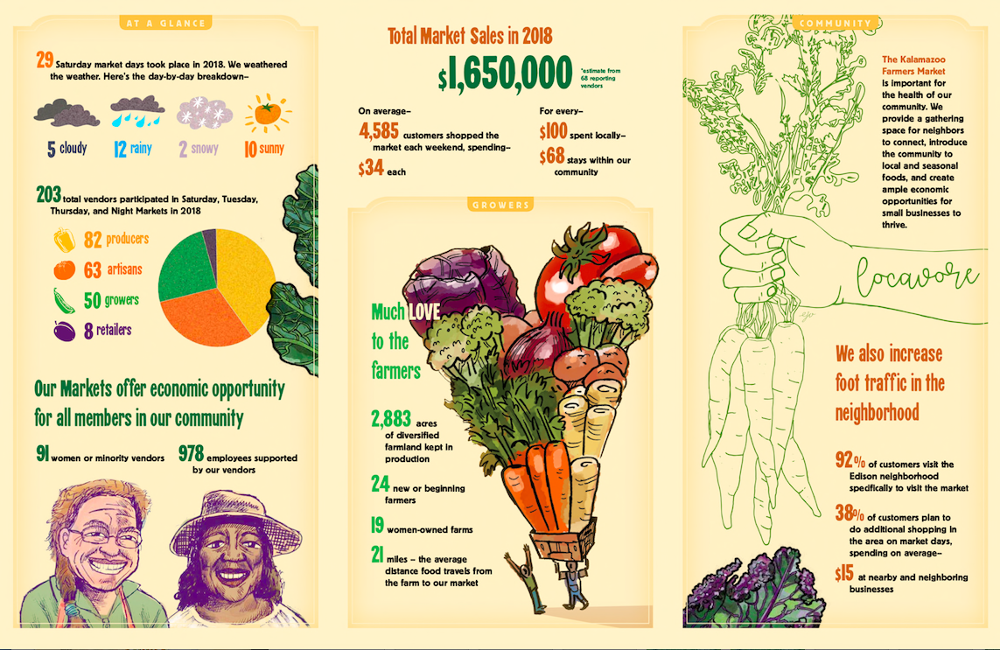 AT A GLANCE
29 Saturday market days took place in 2018. We weathered
the weather. Here's the day-by-day breakdown–
5 cloudy
12 rainy
2 snowy
10 sunny
203 total vendors participated in Saturday, Tuesday,
Thursday, and Night Markets in 2018
82 producers
63 artisans
50 growers
8 retailers
Our Markets offer economic opportunity
for all members in our community
91 women or minority vendors
978 employees supported
by our vendors
Total Market Sales in 2018
$1,650,000
*estimate from
68 reporting
vendors
On average–
4,585 customers shopped the
market each weekend, spending–
$34 each
For every–
$100 spent locally–
$68 stays within our
community
GROWERS
Much LOVE
to the
farmers
2,883 acres
of diversified
farmland kept in
production
24 new or beginning
farmers
19 women-owned farms
21 miles – the average
distance food travels from
the farm to our market
COMMUNITY
The Kalamazoo
Farmers Market
is important for
the health of our
community. We
provide a gathering
space for neighbors
to connect, introduce
the community to
local and seasonal
foods, and create
ample economic
opportunities for
small businesses to
thrive.
locavore
We also increase
foot traffic in the
neighborhood
92% of customers visit the
Edison neighborhood
specifically to visit the market
38% of customers plan to
do additional shopping in
the area on market days,
spending on average–
$15 at nearby and neighboring
businesses